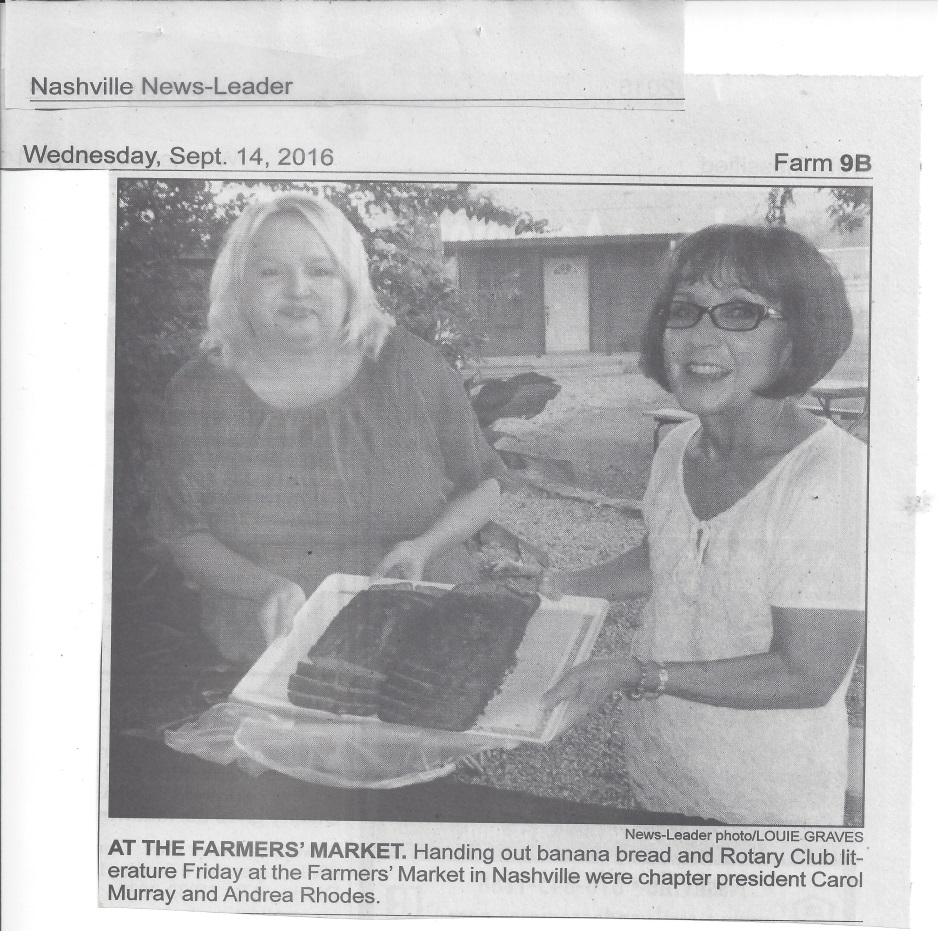 Nashville News-Leader
Wednesday, Sept. 14, 2016
Farm 9B
News-Leader photo/LOUIE GRAVES
AT THE FARMERS' MARKET. Handing out banana bread and Rotary Club lit-
erature Friday at the Farmers' Market in Nashville were chapter president Carol
Murray and Andrea Rhodes.